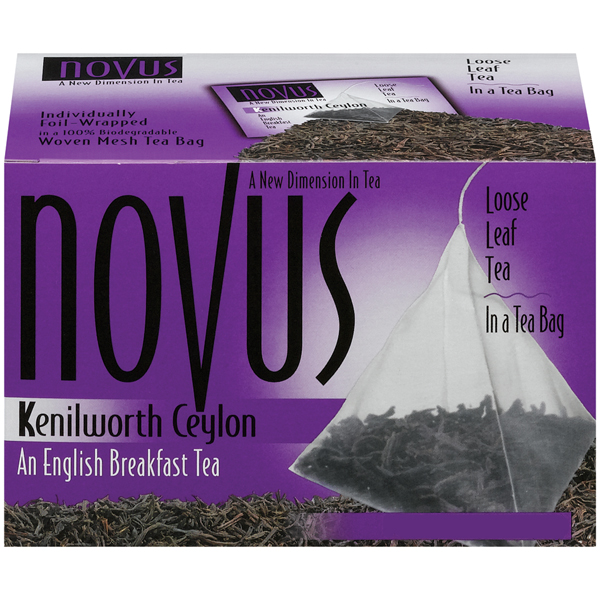 novus
A New Dimension In Tea
Individually
Foil-Wrapped
in a 100% Biodegradable
Woven Mesh Tea Bag
novus
A New Dimension In Tea
Kenilworth Ceylon
An
English
Breakfast
Tea
Loose
Leaf
Tea
In a Tea Bag
Loose
Leaf
Tea
In a Tea Bag
A New Dimension In Tea
novus
Kenilworth Ceylon
An English Breakfast Tea
Loose
Leaf
Tea
In a Tea Bag